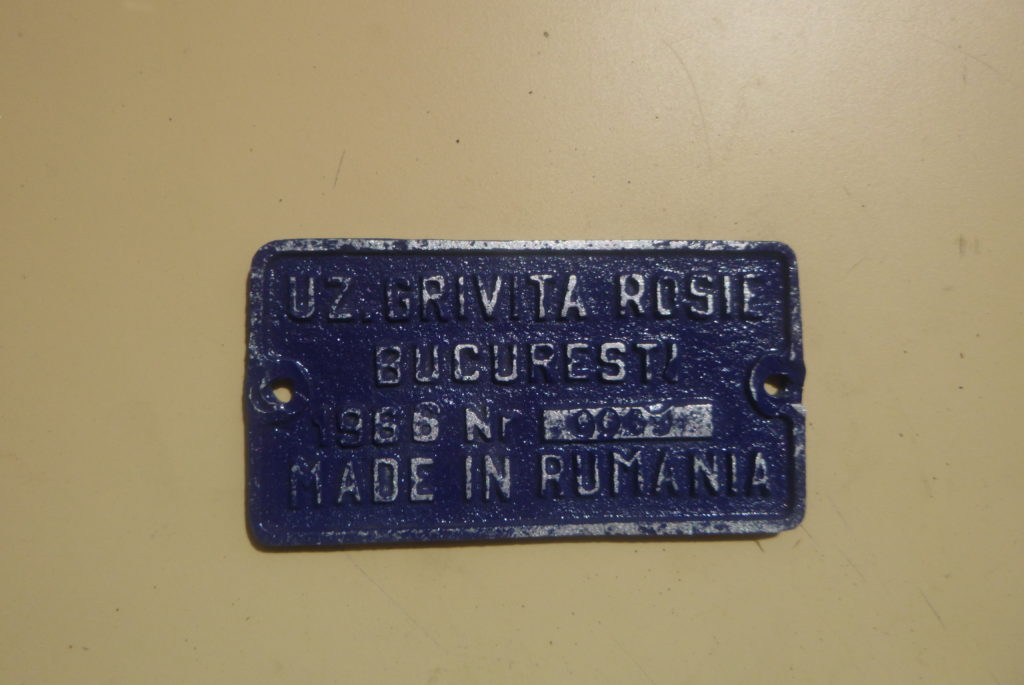 UZ. GRIVITA ROSIE
BUCURESTI
1966 Nr
MADE IN RUMANIA